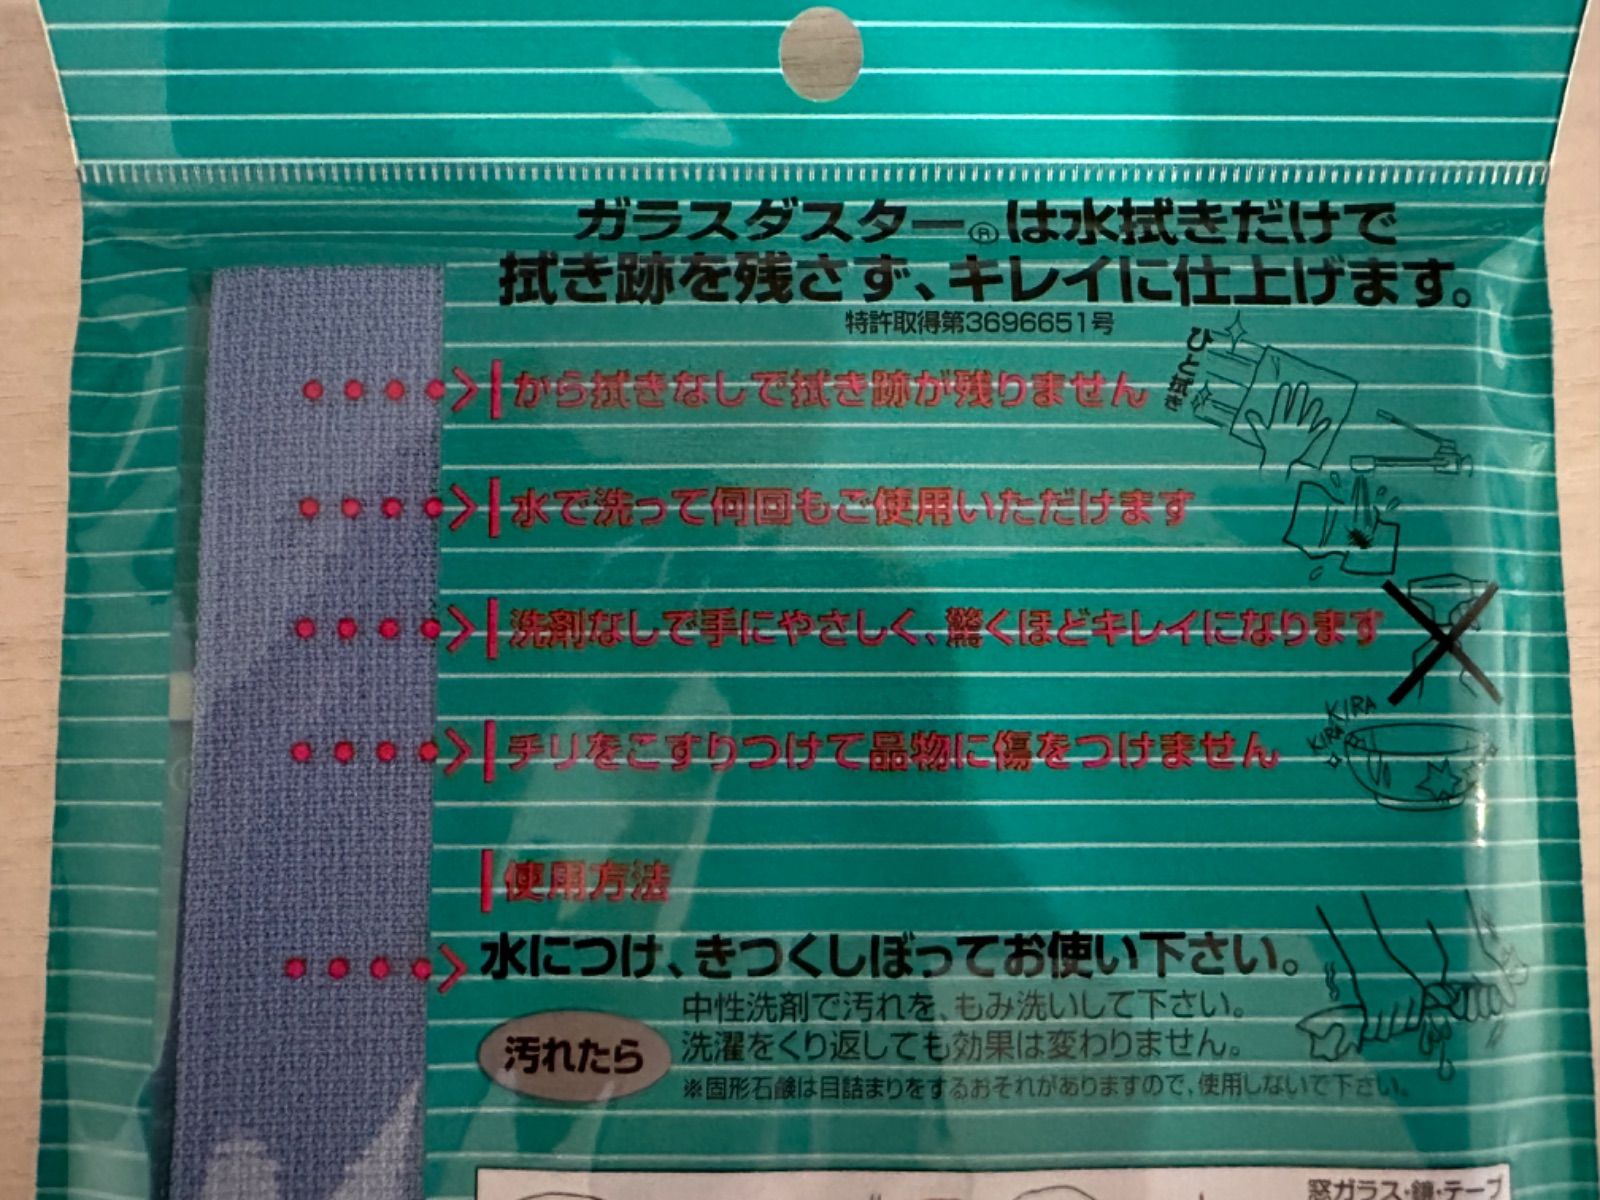 ガラスダスター®は水拭きだけで
拭き跡を残さず、キレイに仕上げます。
特許取得第3696651号
から拭きなしで拭き跡が残りません
ひと拭き
水で洗って何回もご使用いただけます
洗剤なしで手にやさしく、驚くほどキレイになります
KIRA
KIRA
チリをこすりつけて品物に傷をつけません
使用方法
水につけ、きつくしぼってお使い下さい。
汚れたら
中性洗剤で汚れを、もみ洗いして下さい。
洗濯をくり返しても効果は変わりません。
※固形石鹸は目詰まりをするおそれがありますので、使用しないで下さい。
窓ガラス・鏡・テーブ